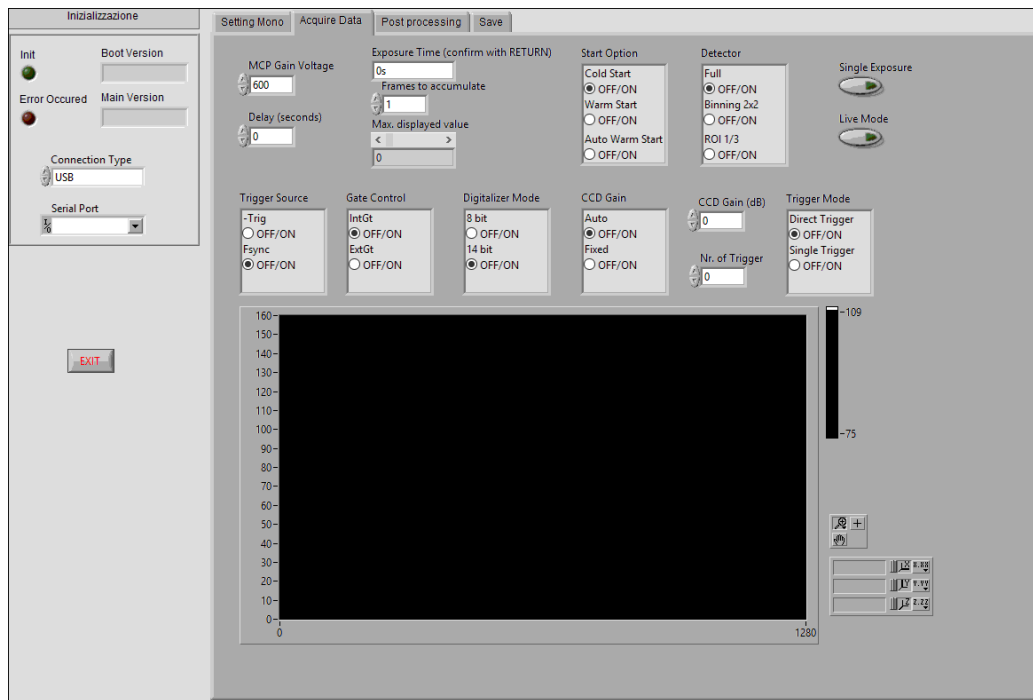 Inizializzazione
Init
Boot Version
Error Occured
Main Version
Connection Type
USB
Serial Port
EXIT
Setting Mono
Acquire Data
Post processing
Save
MCP Gain Voltage
600
Delay (seconds)
0
Exposure Time (confirm with RETURN)
0s
Frames to accumulate
1
Max. displayed value
0
Start Option
Cold Start
OFF/ON
Warm Start
OFF/ON
Auto Warm Start
OFF/ON
Detector
Full
OFF/ON
Binning 2x2
OFF/ON
ROI 1/3
OFF/ON
Single Exposure
Live Mode
Trigger Source
-Trig
OFF/ON
Fsync
OFF/ON
Gate Control
IntGt
OFF/ON
ExtGt
OFF/ON
Digitalizer Mode
8 bit
OFF/ON
14 bit
OFF/ON
CCD Gain
Auto
OFF/ON
Fixed
OFF/ON
CCD Gain (dB)
0
Nr. of Trigger
0
Trigger Mode
Direct Trigger
OFF/ON
Single Trigger
OFF/ON
160
150
140
130
120
110
100
90
80
70
60
50
40
30
20
10
0
0
1280
109
75
X X.XX
Y Y.YY
Z Z.ZZ